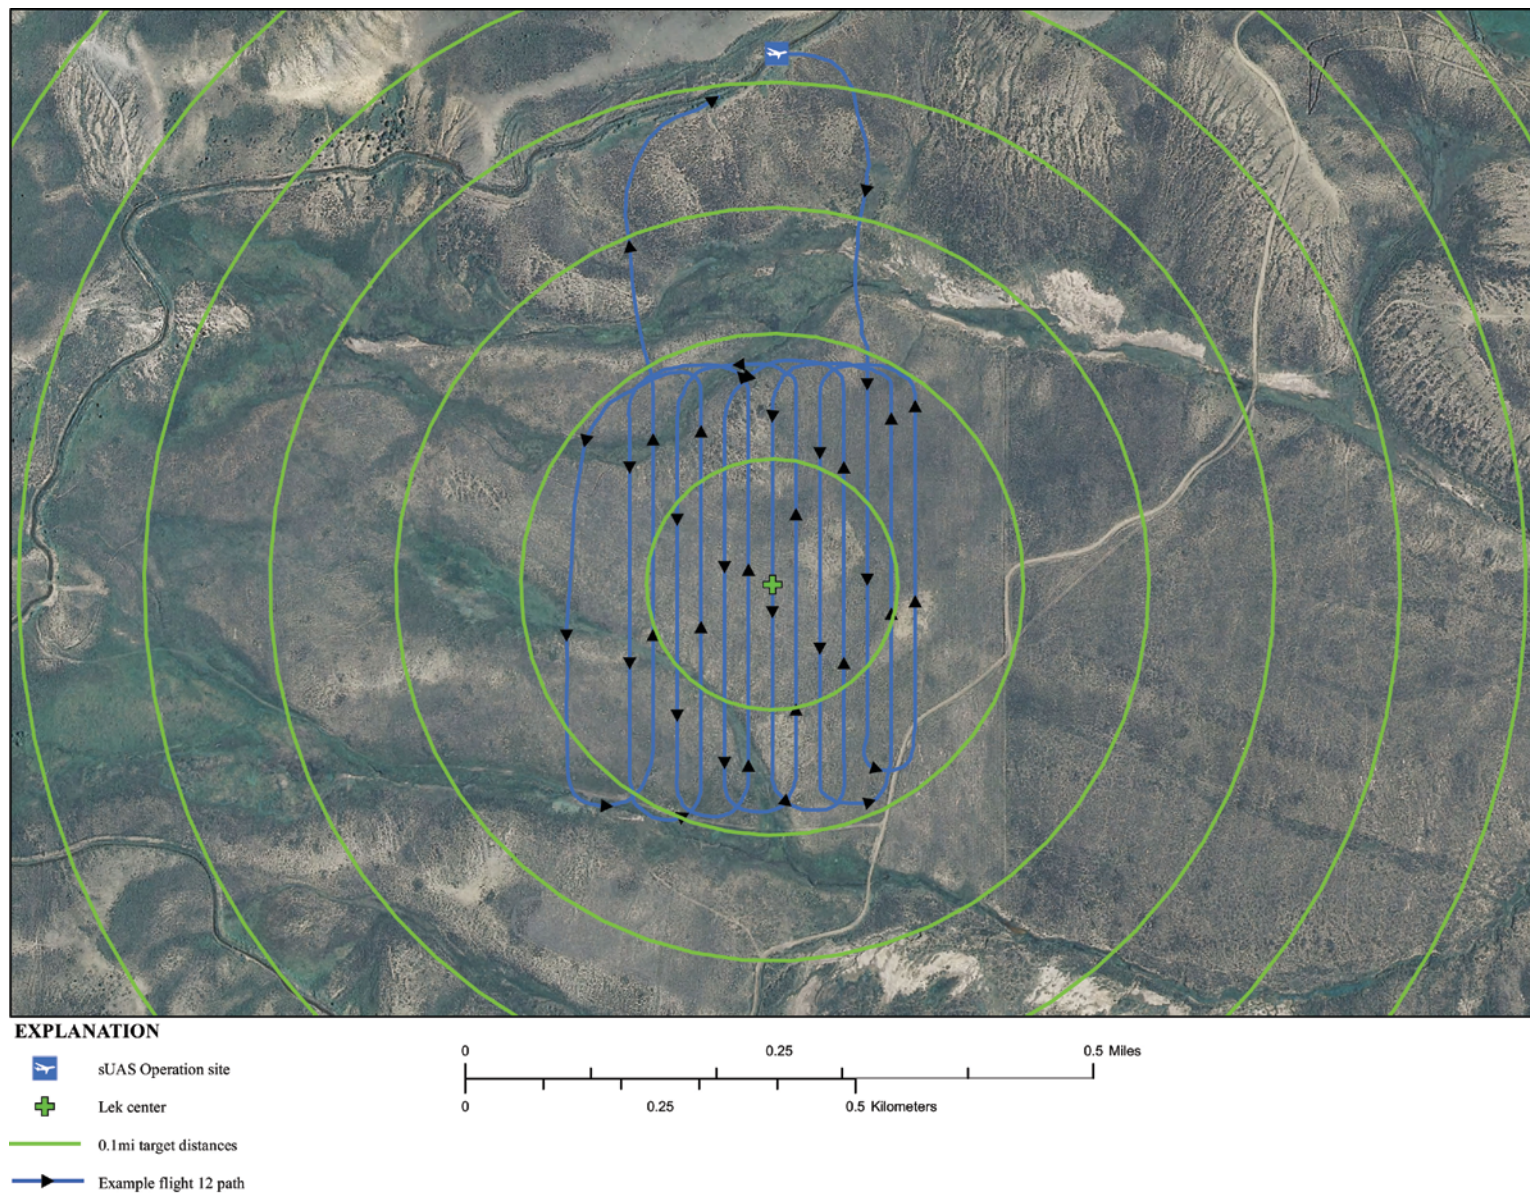 EXPLANATION
sUAS Operation site
Lek center
0.1mi target distances
Example flight 12 path
0 0.25 0.5 Miles
0 0.25 0.5 Kilometers